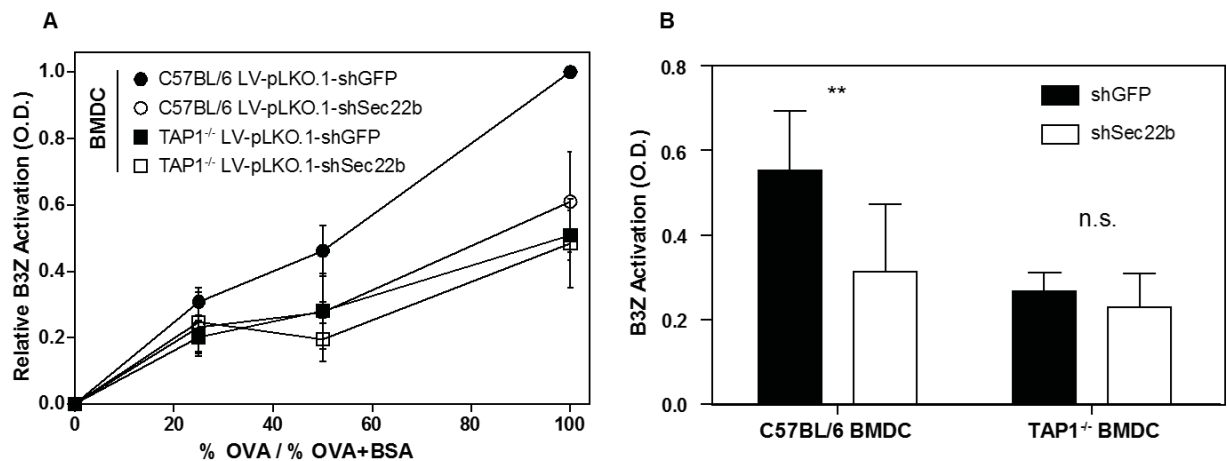 A
Relative B3Z Activation (O.D.)
1.0
0.8
0.6
0.4
0.2
0.0
BMDC
C57BL/6 LV-pLKO.1-shGFP
C57BL/6 LV-pLKO.1-shSec22b
TAP1-/- LV-pLKO.1-shGFP
TAP1-/- LV-pLKO.1-shSec22b
0 20 40 60 80 100
% OVA / % OVA+BSA
B
B3Z Activation (O.D.)
0.8
0.6
0.4
0.2
0.0
**
n.s.
shGFP
shSec22b
C57BL/6 BMDC TAP1-/- BMDC